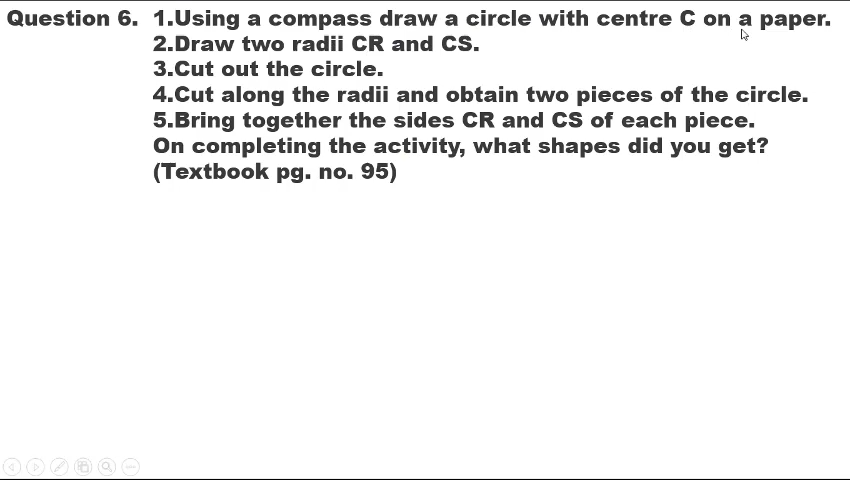 Question 6. 1.Using a compass draw a circle with centre C on a paper.
2.Draw two radii CR and CS.
3.Cut out the circle.
4.Cut along the radii and obtain two pieces of the circle.
5.Bring together the sides CR and CS of each piece.
On completing the activity, what shapes did you get?
(Textbook pg. no. 95)